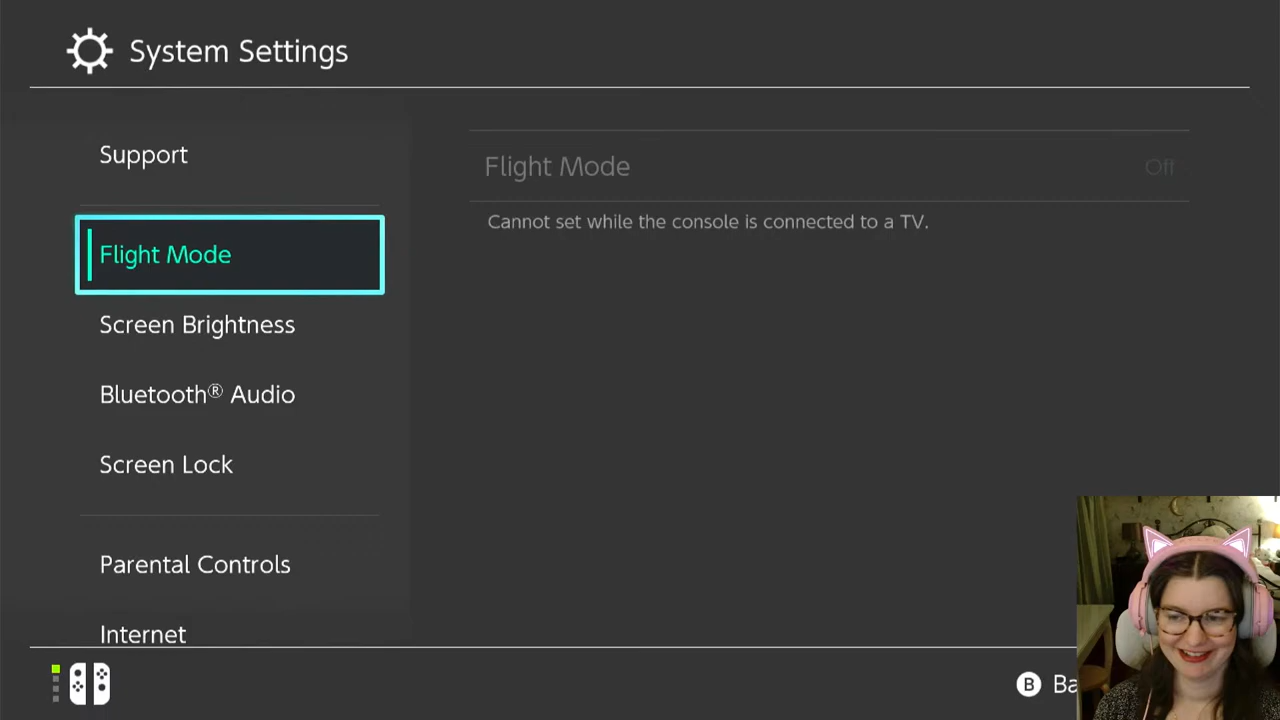 System Settings
Support
Flight Mode
Screen Brightness
Bluetooth® Audio
Screen Lock
Parental Controls
Internet
Flight Mode Off
Cannot set while the console is connected to a TV.
B